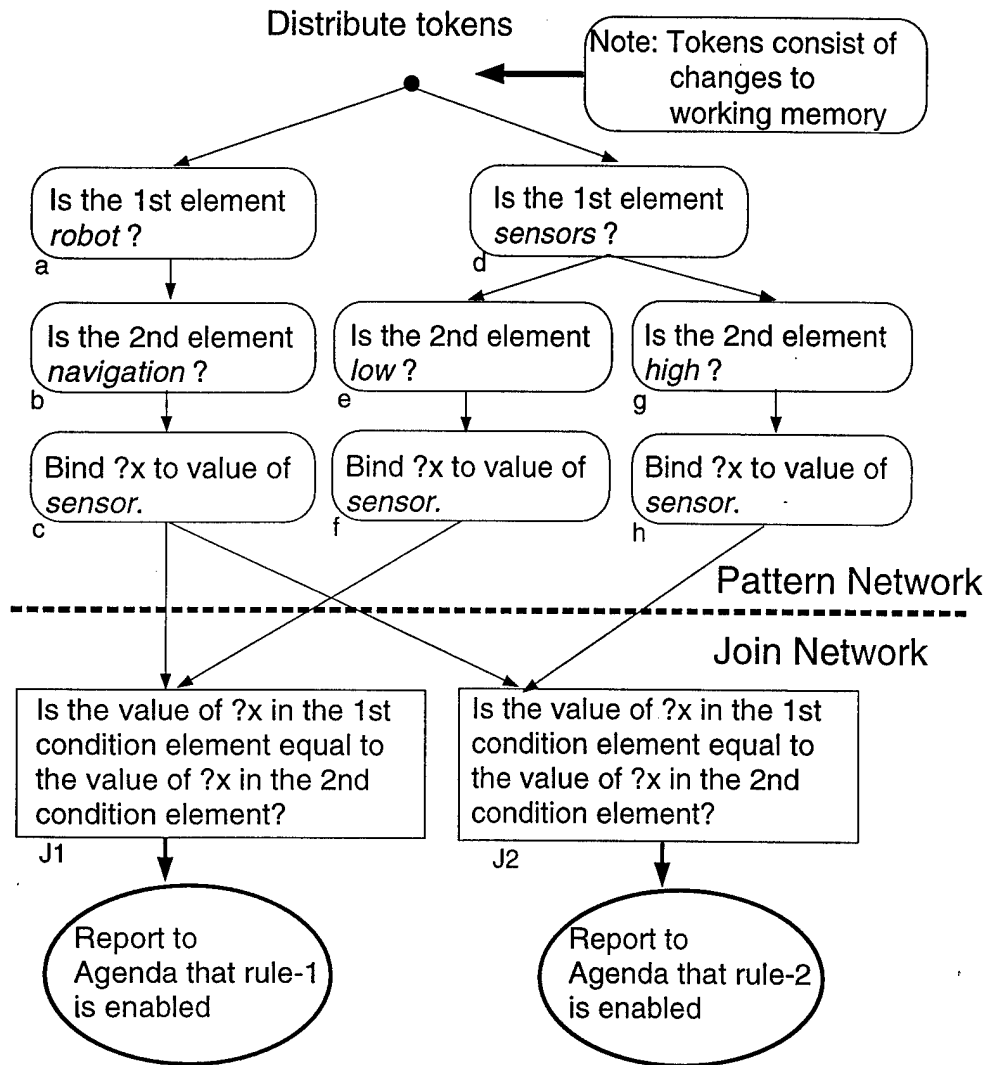 Distribute tokens
Note: Tokens consist of
changes to
working memory
Is the 1st element
robot ?
a
Is the 1st element
sensors ?
d
Is the 2nd element
navigation ?
b
Is the 2nd element
low ?
e
Is the 2nd element
high ?
g
Bind ?x to value of
sensor.
c
Bind ?x to value of
sensor.
f
Bind ?x to value of
sensor.
h
Pattern Network
Join Network
Is the value of ?x in the 1st
condition element equal to
the value of ?x in the 2nd
condition element?
J1
Is the value of ?x in the 1st
condition element equal to
the value of ?x in the 2nd
condition element?
J2
Report to
Agenda that rule-1
is enabled
Report to
Agenda that rule-2
is enabled